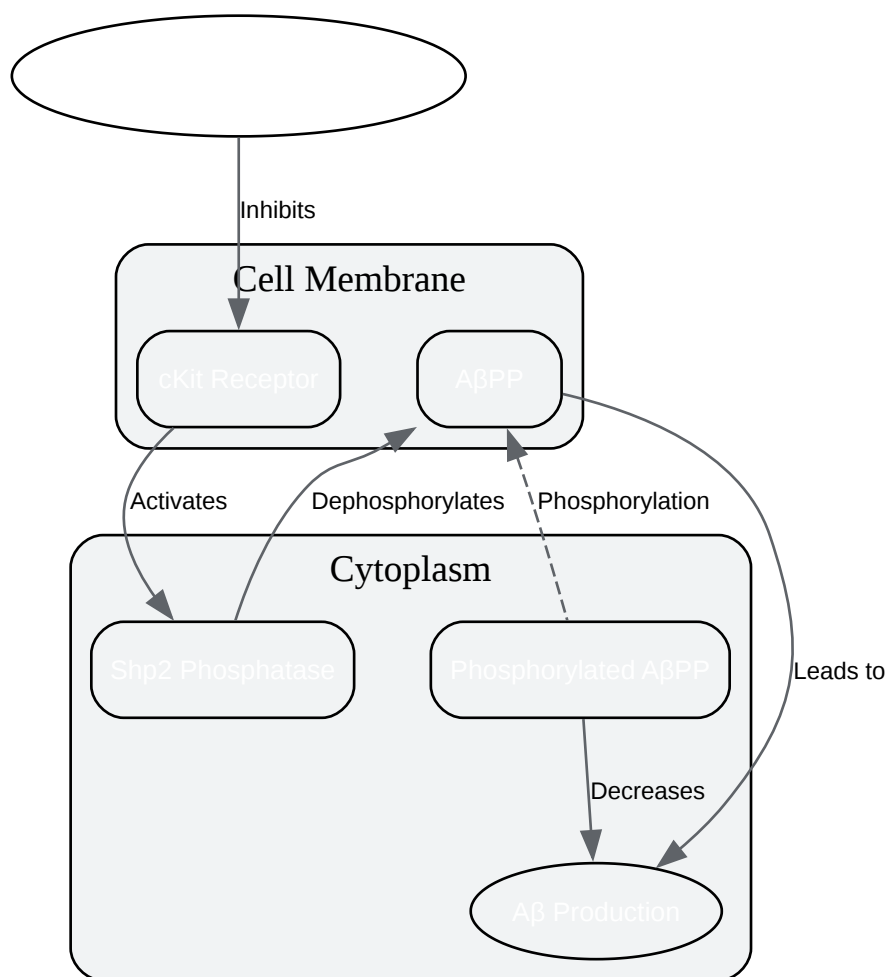 Inhibits
Cell Membrane
cKit Receptor
AβPP
Activates
Dephosphorylates
Phosphorylation
Cytoplasm
Shp2 Phosphatase
Phosphorylated AβPP
Leads to
Decreases
Aβ Production